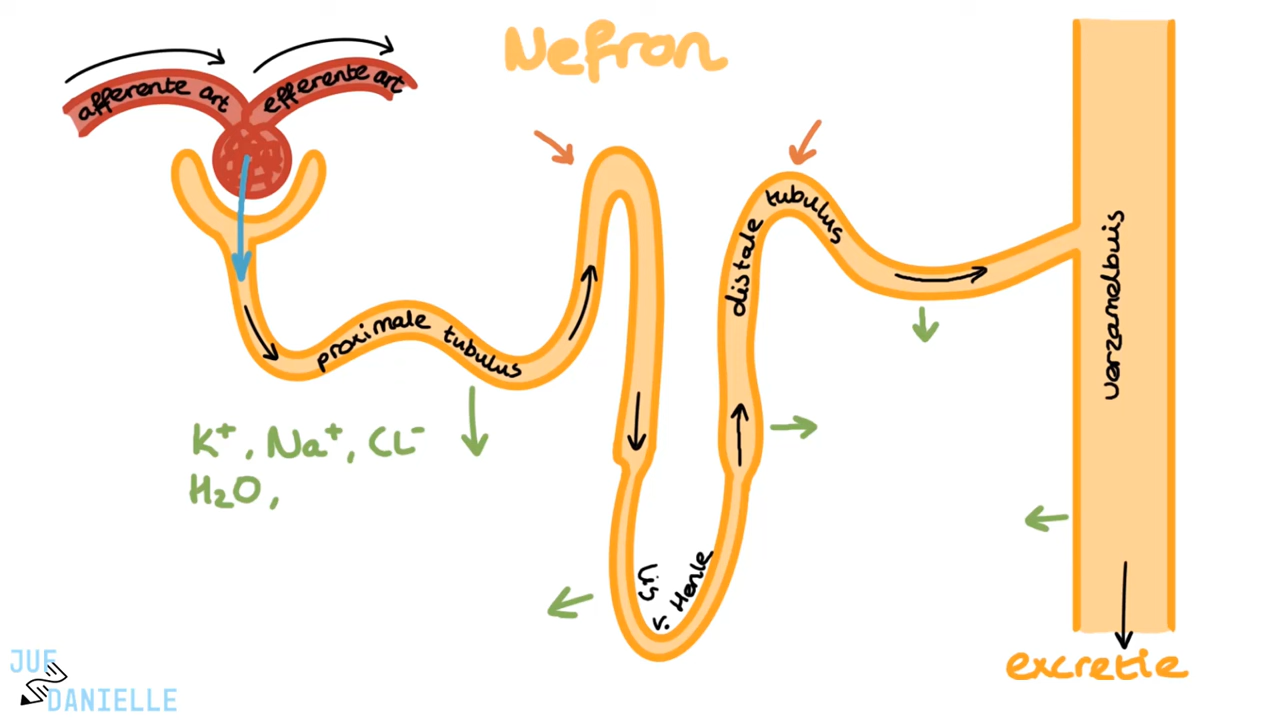 Nefron
afferente art
efferente art
proximale tubulus
distale tubulus
verzamelbuis
K⁺, Na⁺, CL⁻
H₂O,
lis
v. Henle
excretie
JUF
DANIELLE